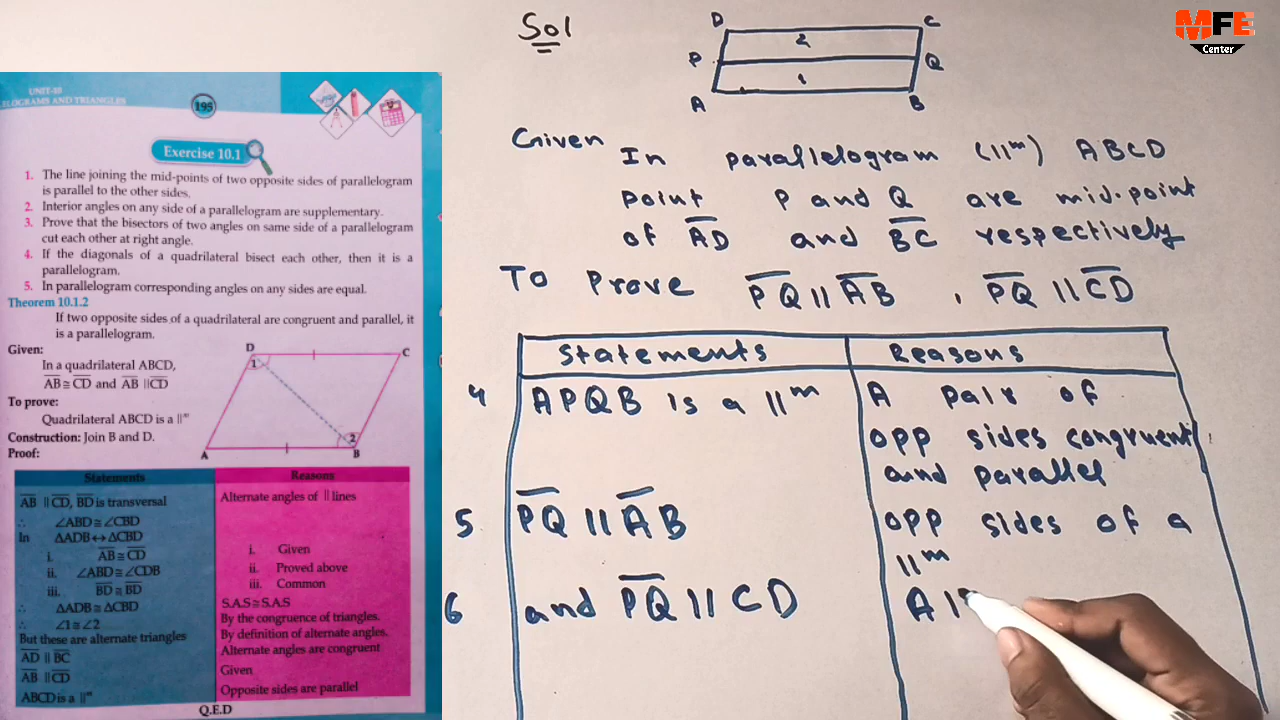 MFE
Center
UNIT-10
ELOGRAMS AND TRIANGLES
195
Exercise 10.1
1. The line joining the mid-points of two opposite sides of parallelogram
is parallel to the other sides.
2. Interior angles on any side of a parallelogram are supplementary.
3. Prove that the bisectors of two angles on same side of a parallelogram
cut each other at right angle.
4. If the diagonals of a quadrilateral bisect each other, then it is a
parallelogram.
5. In parallelogram corresponding angles on any sides are equal.
Theorem 10.1.2
If two opposite sides of a quadrilateral are congruent and parallel, it
is a parallelogram.
Given:
In a quadrilateral ABCD,
AB ≅ CD and AB || CD
To prove:
Quadrilateral ABCD is a ||ᵐ
Construction: Join B and D.
Proof:
D
C
1
2
A
B
Statements
Reasons
AB || CD, BD is transversal
Alternate angles of || lines
∴ ∠ABD ≅ ∠CBD
In ΔADB ↔ ΔCBD
i. AB ≅ CD
i. Given
ii. ∠ABD ≅ ∠CDB
ii. Proved above
iii. BD ≅ BD
iii. Common
∴ ΔADB ≅ ΔCBD
S.A.S ≅ S.A.S
∴ ∠1 ≅ ∠2
By the congruence of triangles.
But these are alternate triangles
By definition of alternate angles.
AD || BC
Alternate angles are congruent
AB || CD
Given
ABCD is a ||ᵐ
Opposite sides are parallel
Q.E.D
Sol
D
C
2
P
Q
1
A
B
Given
In parallelogram (||ᵐ) ABCD
point P and Q are mid-point
of AD and BC respectively
To Prove PQ || AB , PQ || CD
Statements
Reasons
4 APQB is a ||ᵐ
A pair of
opp sides congruent
and parallel
5 PQ || AB
opp sides of a
||ᵐ
6 and PQ || CD